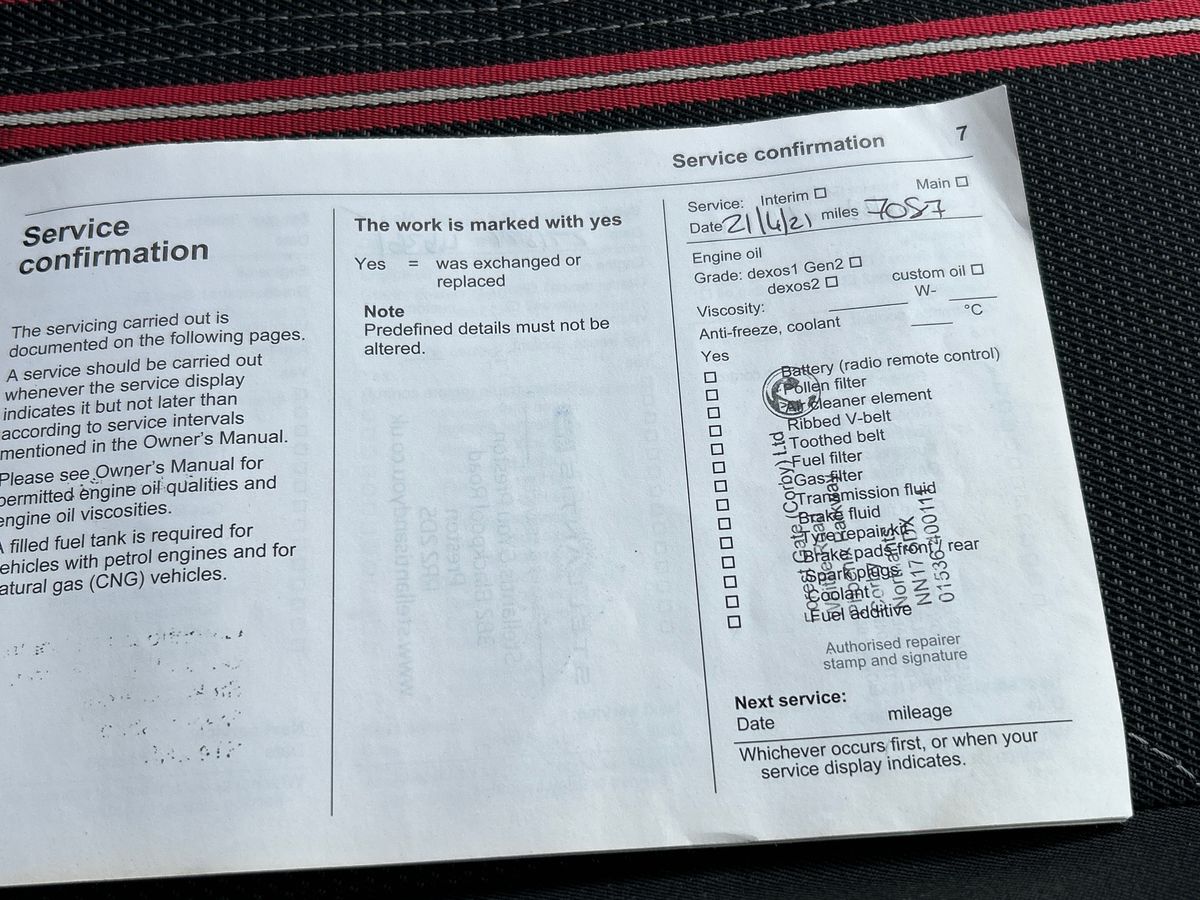 Service confirmation
7
Service
confirmation
The servicing carried out is
documented on the following pages.
A service should be carried out
whenever the service display
indicates it but not later than
according to service intervals
mentioned in the Owner's Manual.
Please see Owner's Manual for
permitted engine oil qualities and
engine oil viscosities.
A filled fuel tank is required for
vehicles with petrol engines and for
natural gas (CNG) vehicles.
The work is marked with yes
Yes = was exchanged or
replaced
Note
Predefined details must not be
altered.
Service: Interim □ Main □
Date 21/4/21 miles 7087
Engine oil
Grade: dexos1 Gen2 □
dexos2 □ custom oil □
Viscosity: W-
Anti-freeze, coolant °C
Yes
□ Battery (radio remote control)
□ Pollen filter
□ Air cleaner element
□ Ribbed V-belt
□ Toothed belt
□ Fuel filter
□ Gas filter
□ Transmission fluid
□ Brake fluid
□ Tyre repair kit
□ Brake pads front / rear
□ Spark plugs
□ Coolant
□ Fuel additive
Forest Gate (Corby) Ltd
Parkway
Corby
NN17
Authorised repairer
stamp and signature
Next service:
Date mileage
Whichever occurs first, or when your
service display indicates.